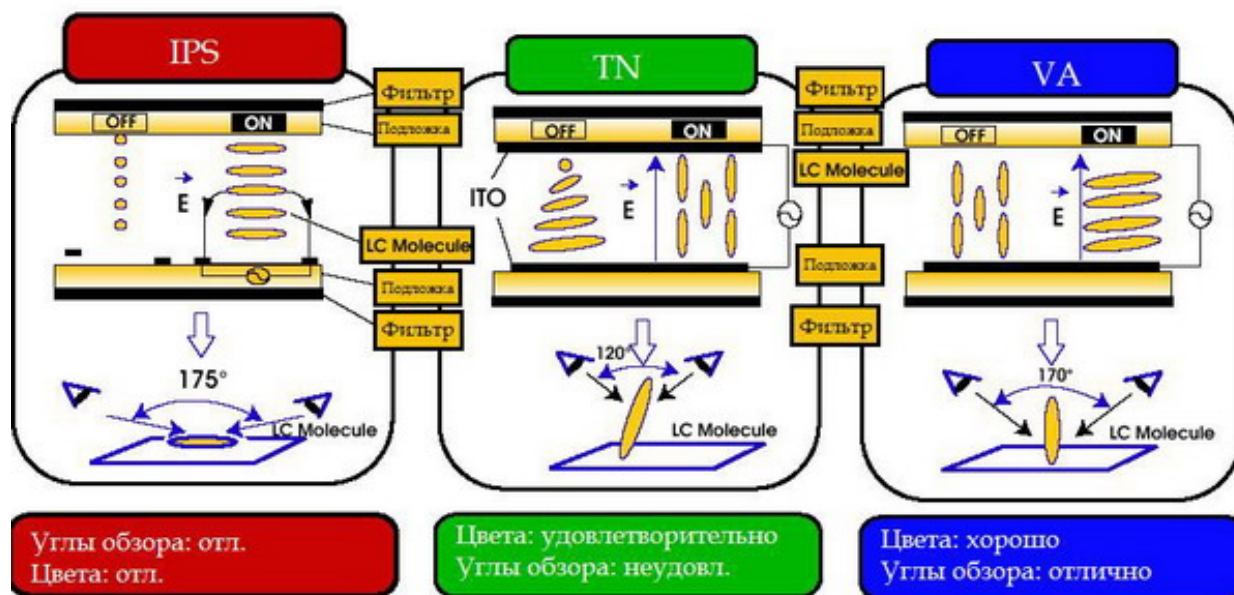 IPS
TN
VA
Фильтр
Подложка
OFF
ON
E
LC Molecule
Подложка
Фильтр
175°
LC Molecule
OFF
ON
ITO
E
120°
LC Molecule
Фильтр
Подложка
LC Molecule
Подложка
Фильтр
OFF
ON
E
170°
LC Molecule
Углы обзора: отл.
Цвета: отл.
Цвета: удовлетворительно
Углы обзора: неудовл.
Цвета: хорошо
Углы обзора: отлично